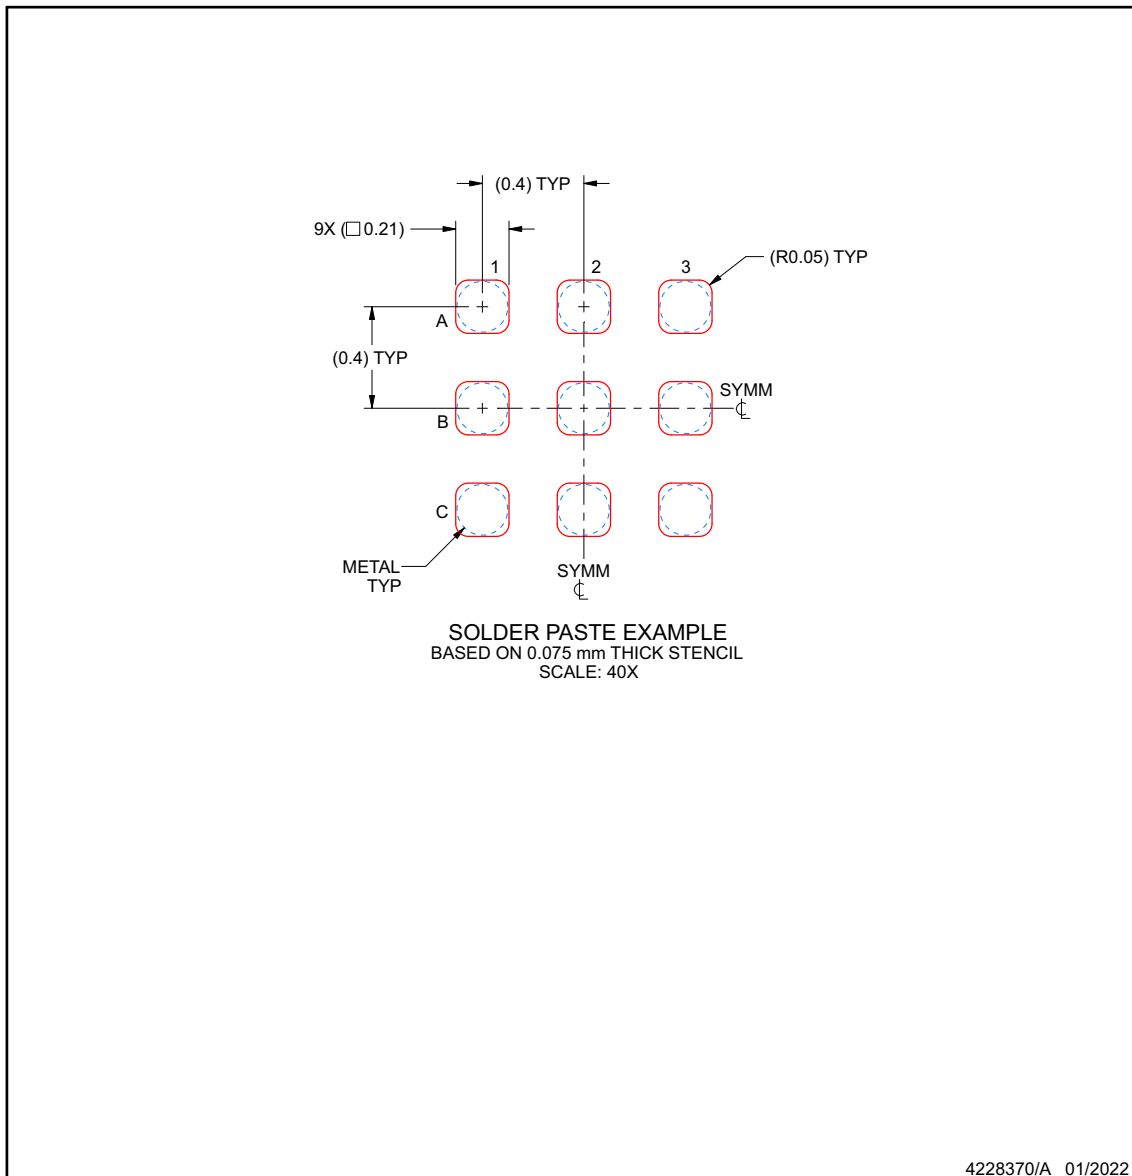 (0.4) TYP
9X (□ 0.21)
(R0.05) TYP
1
2
3
A
(0.4) TYP
SYMM
℄
B
C
METAL
TYP
SYMM
℄
SOLDER PASTE EXAMPLE
BASED ON 0.075 mm THICK STENCIL
SCALE: 40X
4228370/A 01/2022